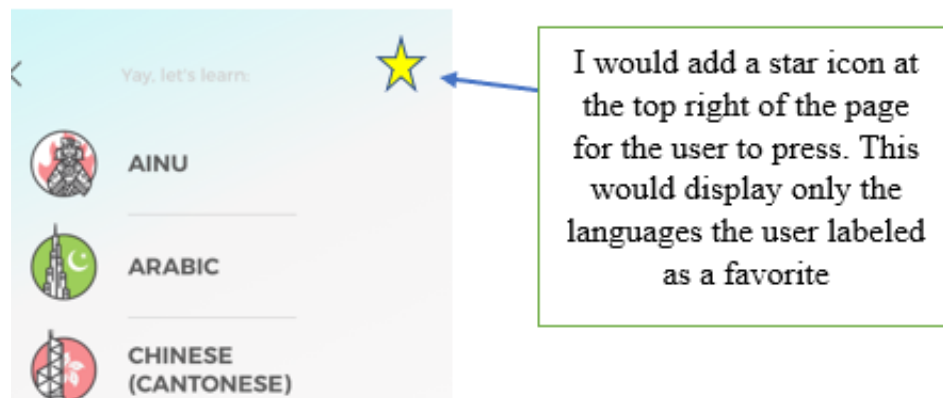 Yay, let's learn:
AINU
ARABIC
CHINESE
(CANTONESE)
I would add a star icon at
the top right of the page
for the user to press. This
would display only the
languages the user labeled
as a favorite